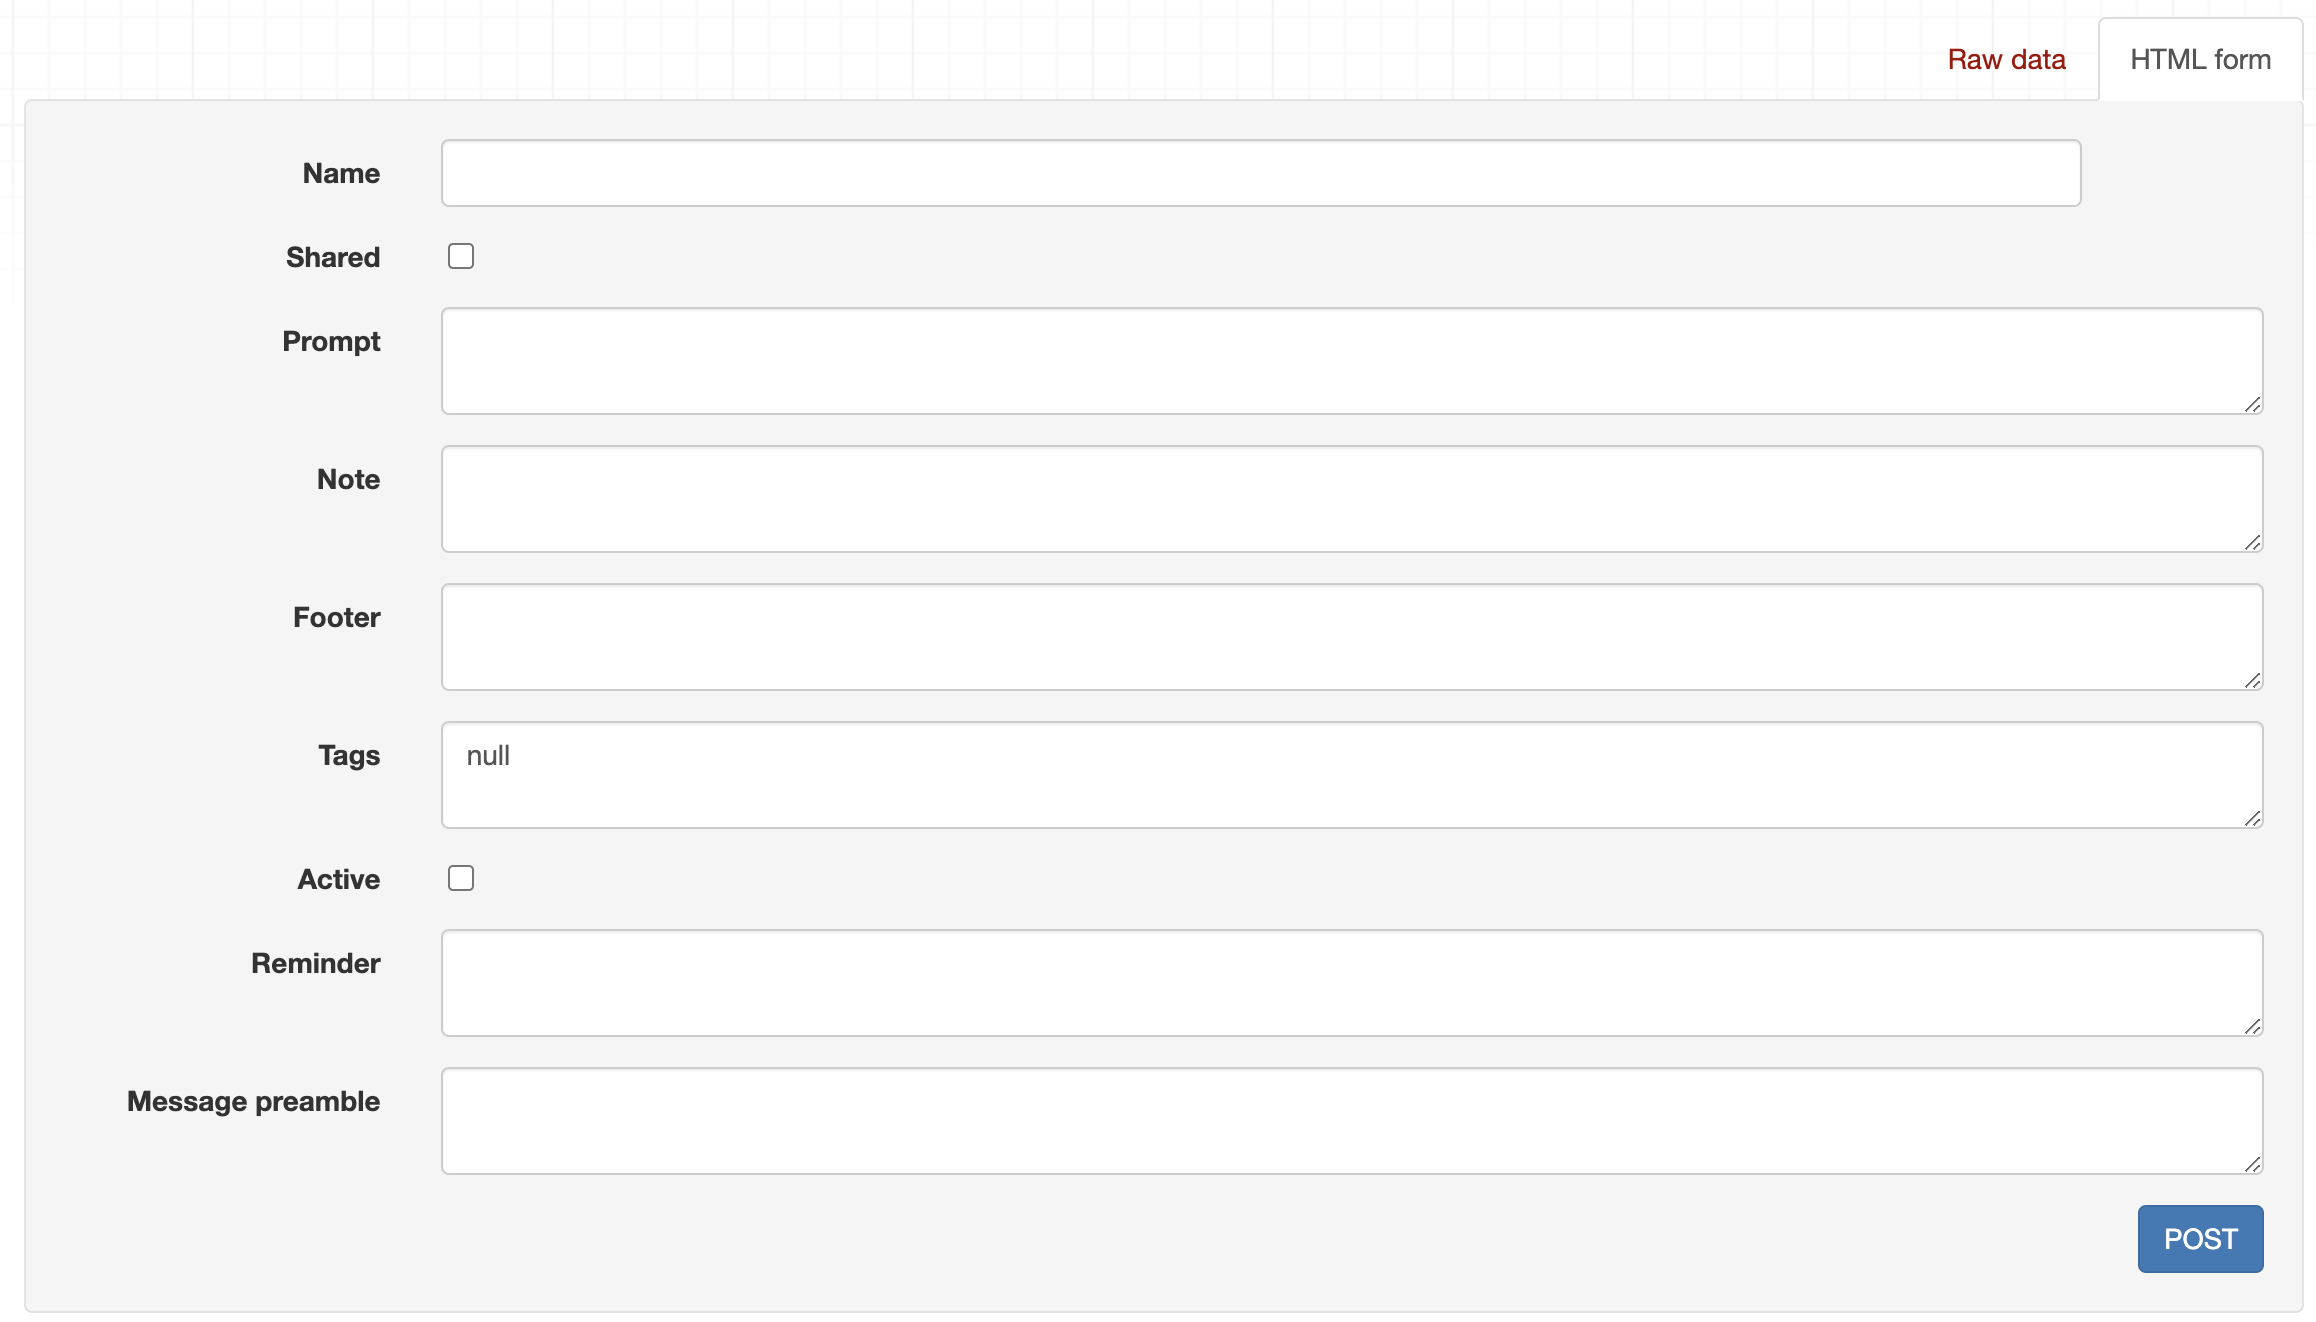 Raw data
HTML form
Name
Shared
Prompt
Note
Footer
Tags
null
Active
Reminder
Message preamble
POST